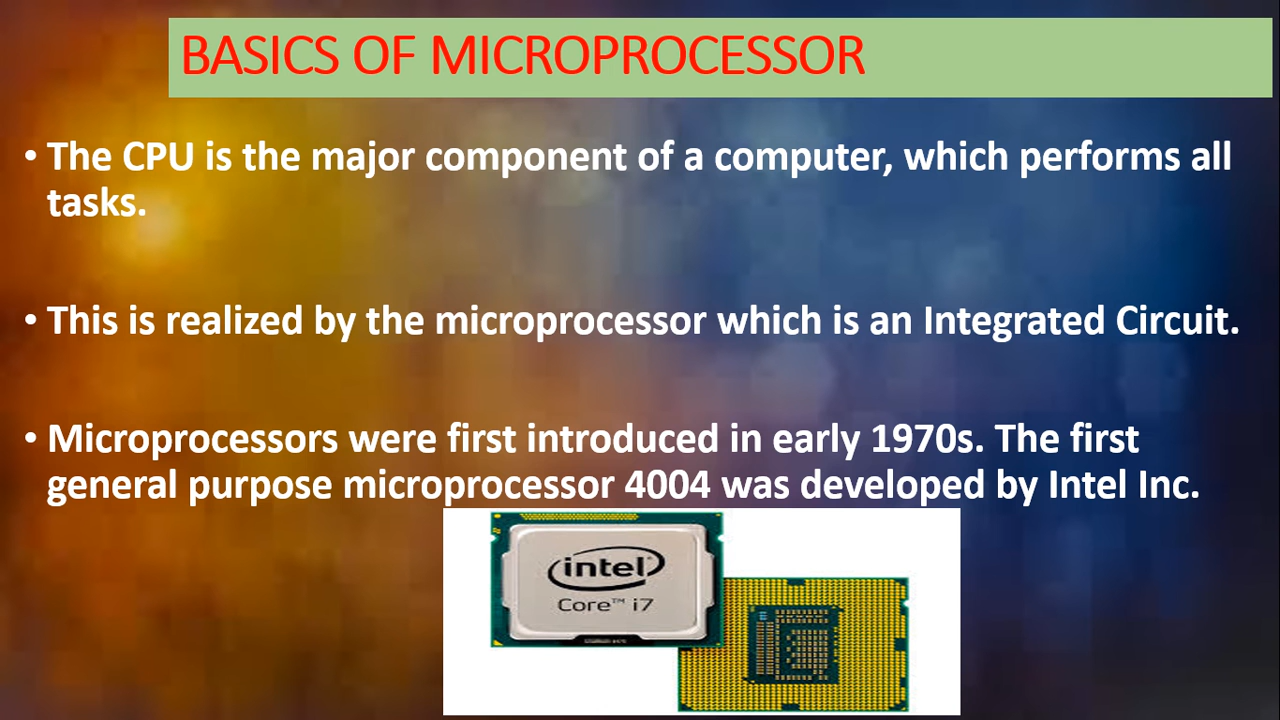 BASICS OF MICROPROCESSOR
• The CPU is the major component of a computer, which performs all
tasks.
• This is realized by the microprocessor which is an Integrated Circuit.
• Microprocessors were first introduced in early 1970s. The first
general purpose microprocessor 4004 was developed by Intel Inc.
intel
Core™ i7